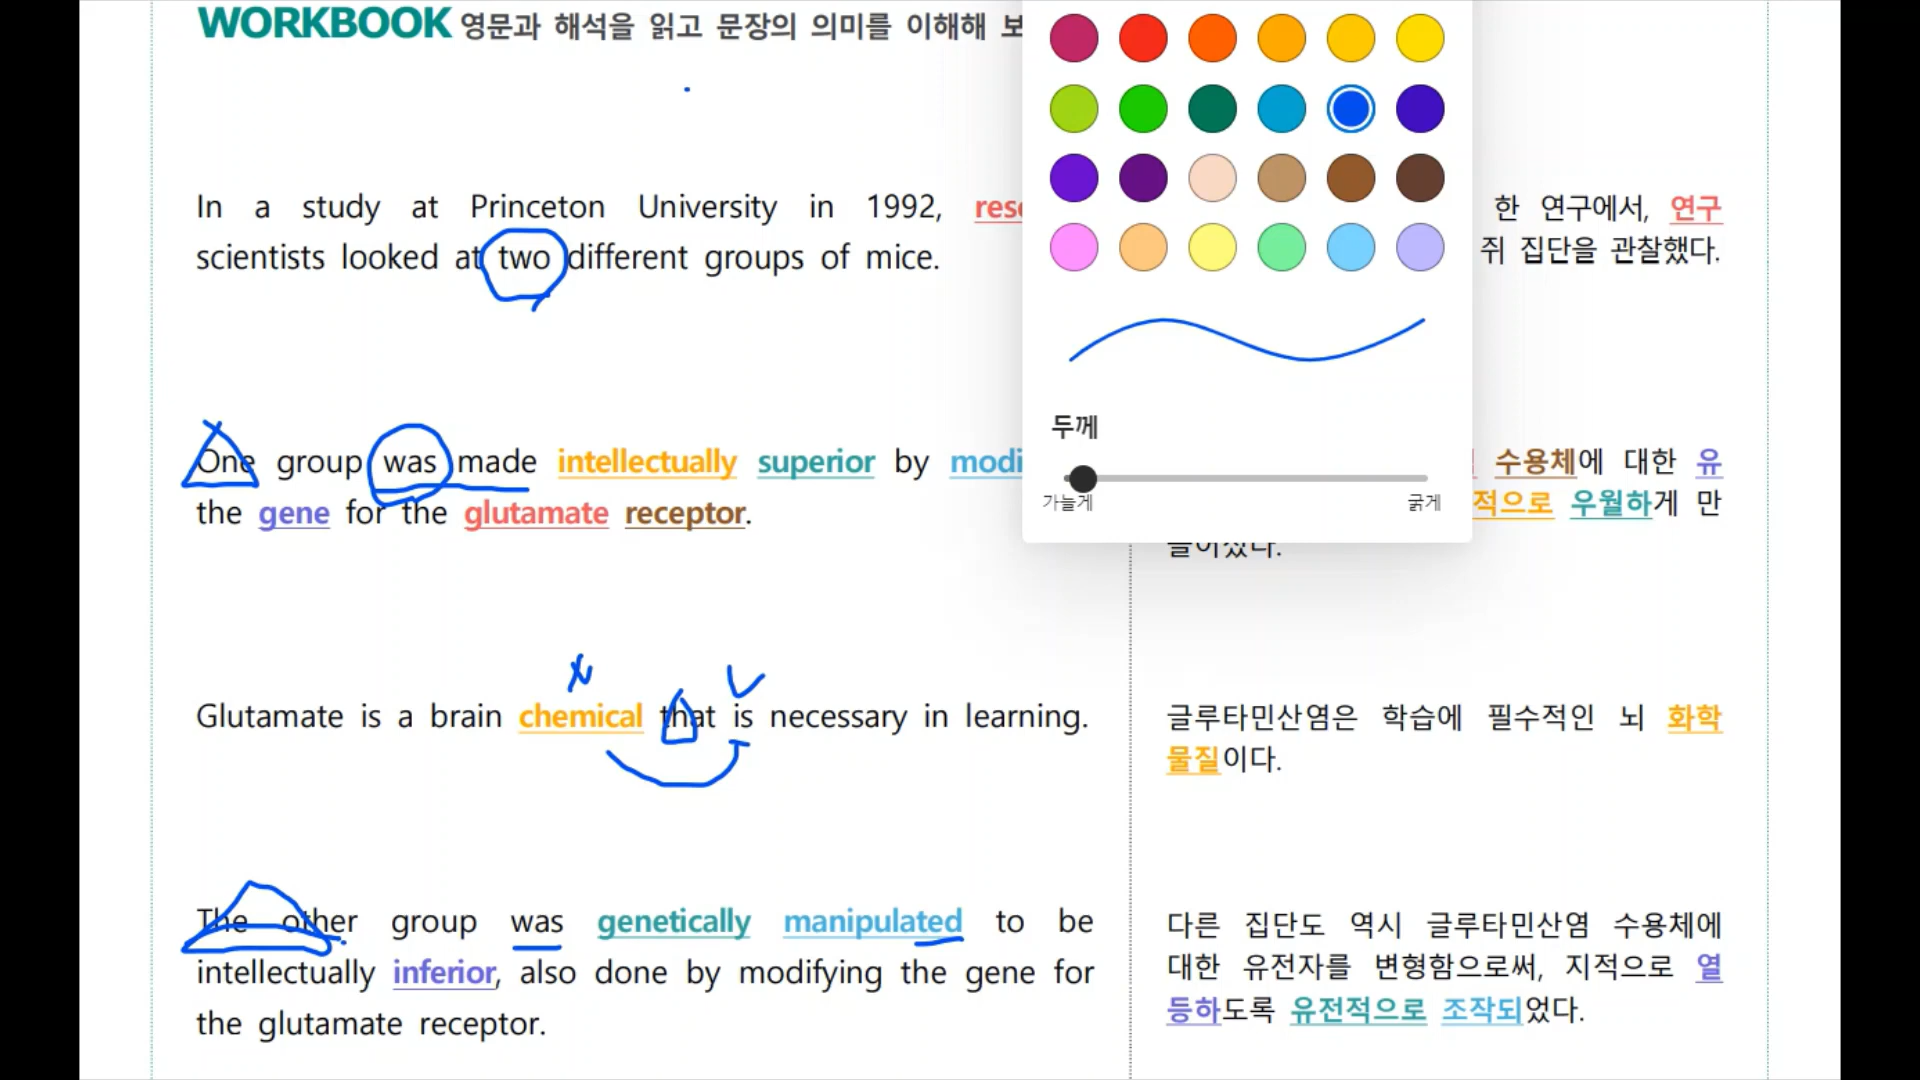 WORKBOOK 영문과 해석을 읽고 문장의 의미를 이해해
In a study at Princeton University in 1992,
scientists looked at two different groups of mice.
한 연구에서, 연구
쥐 집단을 관찰했다.
One group was made intellectually superior by
the gene for the glutamate receptor.
수용체에 대한 유
적으로 우월하게 만
들어졌다.
두께
가늘게 굵게
Glutamate is a brain chemical that is necessary in learning.
글루타민산염은 학습에 필수적인 뇌 화학
물질이다.
The other group was genetically manipulated to be
intellectually inferior, also done by modifying the gene for
the glutamate receptor.
다른 집단도 역시 글루타민산염 수용체에
대한 유전자를 변형함으로써, 지적으로 열
등하도록 유전적으로 조작되었다.